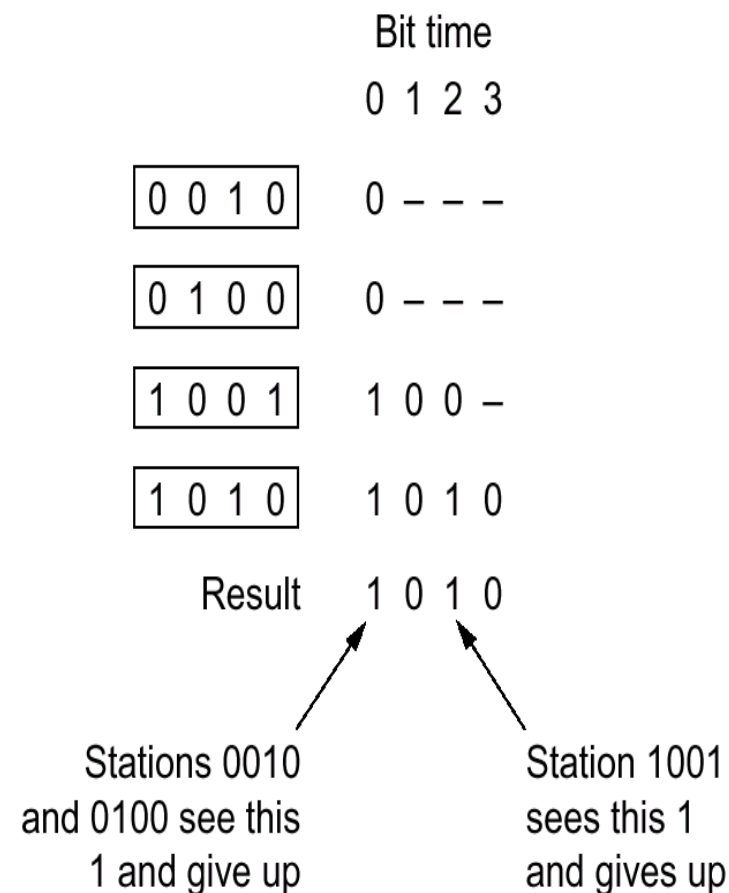 Bit time
0 1 2 3
0 0 1 0 0 – – –
0 1 0 0 0 – – –
1 0 0 1 1 0 0 –
1 0 1 0 1 0 1 0
Result 1 0 1 0
Stations 0010
and 0100 see this
1 and give up
Station 1001
sees this 1
and gives up